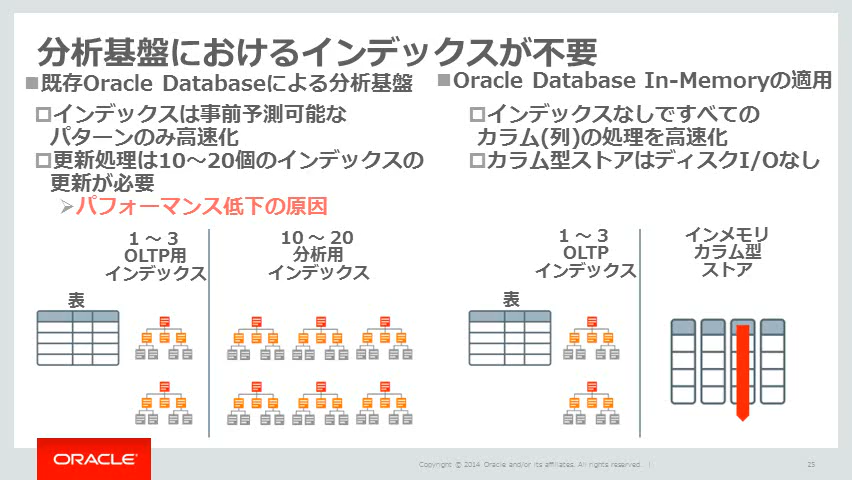 分析基盤におけるインデックスが不要
■既存Oracle Databaseによる分析基盤
□インデックスは事前予測可能な
パターンのみ高速化
□更新処理は10～20個のインデックスの
更新が必要
➢パフォーマンス低下の原因
■Oracle Database In-Memoryの適用
□インデックスなしですべての
カラム(列)の処理を高速化
□カラム型ストアはディスクI/Oなし
表
1 ～ 3
OLTP用
インデックス
10 ～ 20
分析用
インデックス
表
1 ～ 3
OLTP
インデックス
インメモリ
カラム型
ストア
ORACLE
Copyright © 2014 Oracle and/or its affiliates. All rights reserved. |
25